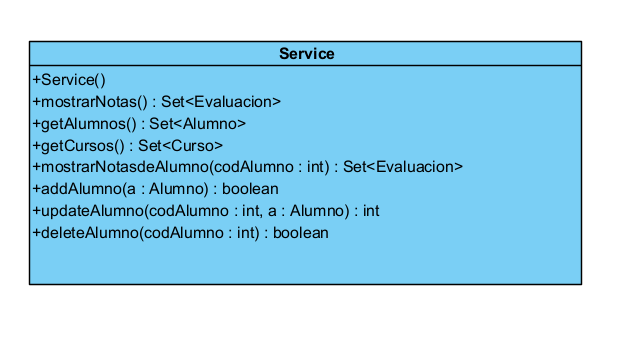 Service
+Service()
+mostrarNotas() : Set<Evaluacion>
+getAlumnos() : Set<Alumno>
+getCursos() : Set<Curso>
+mostrarNotasdeAlumno(codAlumno : int) : Set<Evaluacion>
+addAlumno(a : Alumno) : boolean
+updateAlumno(codAlumno : int, a : Alumno) : int
+deleteAlumno(codAlumno : int) : boolean